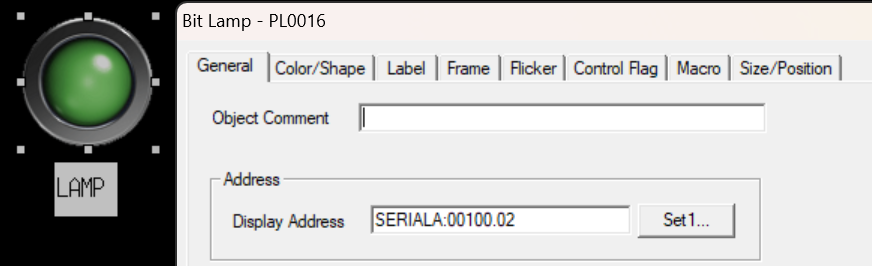 Bit Lamp - PL0016
General Color/Shape Label Frame Flicker Control Flag Macro Size/Position
Object Comment
LAMP
Address
Display Address SERIALA:00100.02 Set1...